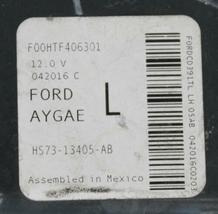 F00HTF406301
12.0 V
042016 C
FORD L
AYGAE
HS73-13405-AB
Assembled in Mexico
FORDC0391TL LH 05AB 042016C0203